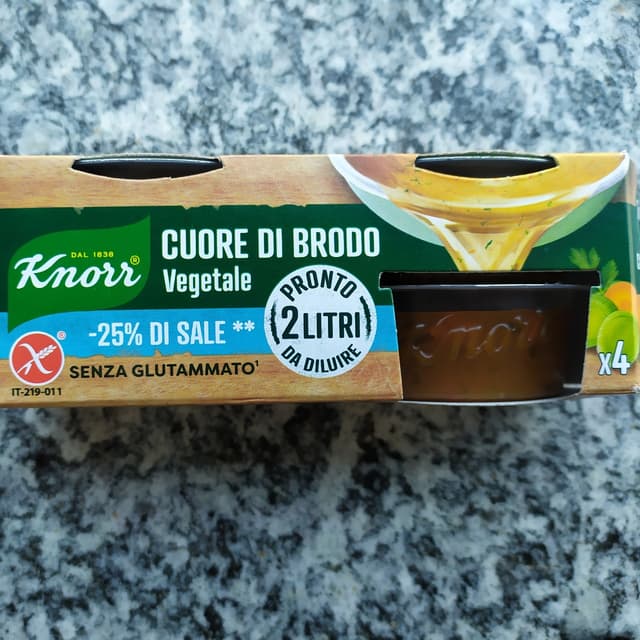 DAL 1838
Knorr®
CUORE DI BRODO
Vegetale
-25% DI SALE **
SENZA GLUTAMMATO¹
®
IT-219-011
PRONTO
2 LITRI
DA DILUIRE
Knorr
x4